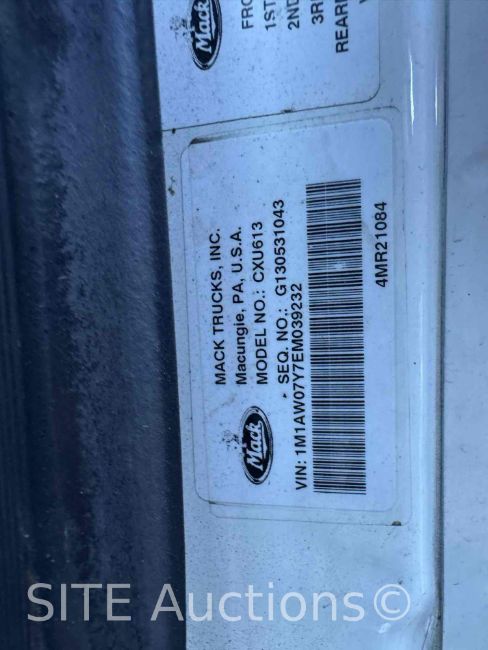 Mack
FRO
1ST
2ND
3R
REAR
MACK TRUCKS, INC.
Macungie, PA, U.S.A.
MODEL NO.: CXU613
SEQ. NO.: G130531043
VIN: 1M1AW07Y7EM039232
4MR21084
Mack
SITE Auctions©